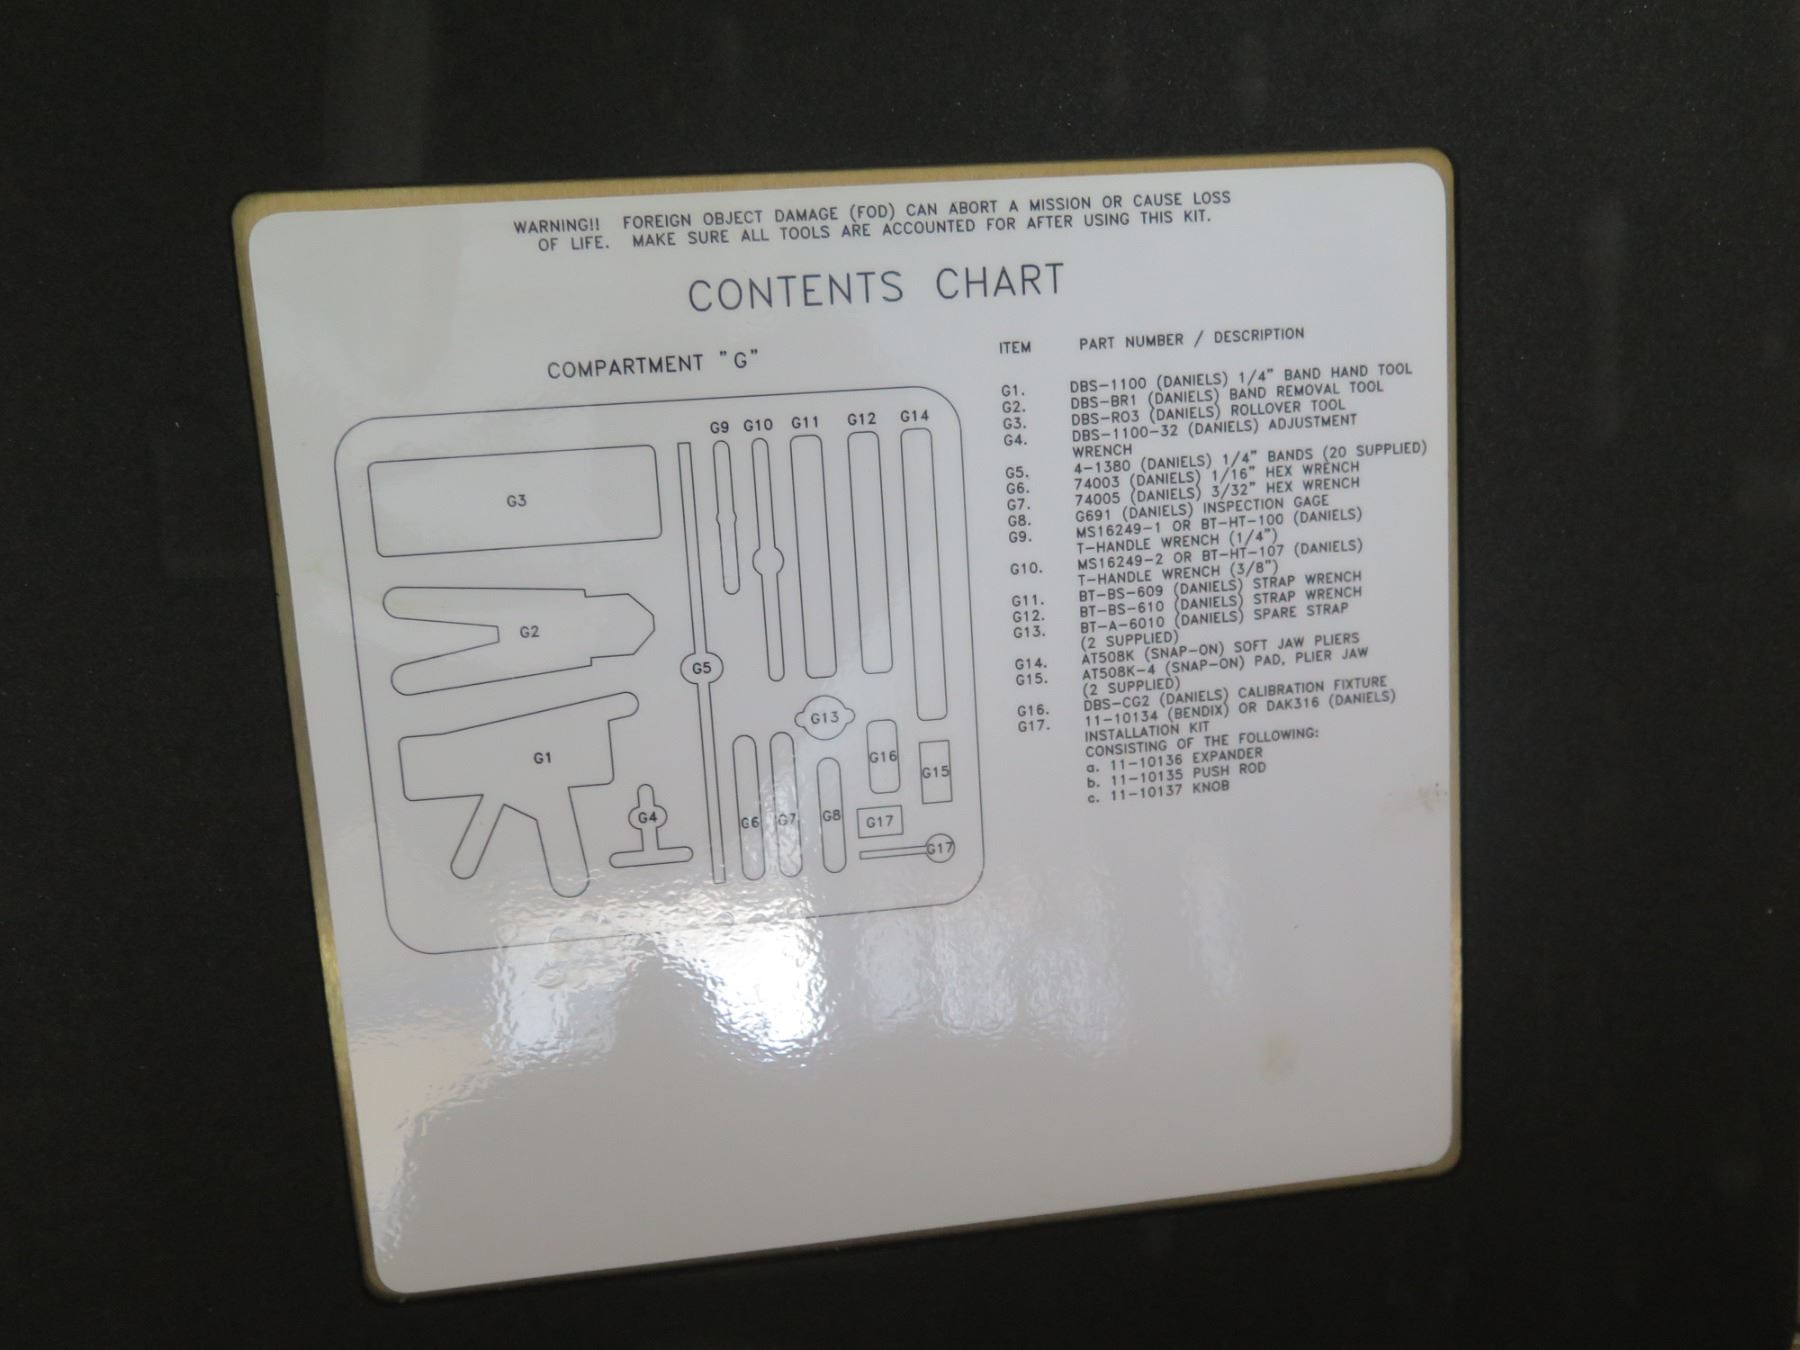 WARNING!! FOREIGN OBJECT DAMAGE (FOD) CAN ABORT A MISSION OR CAUSE LOSS
OF LIFE. MAKE SURE ALL TOOLS ARE ACCOUNTED FOR AFTER USING THIS KIT.
CONTENTS CHART
COMPARTMENT "G"
G9 G10 G11 G12 G14
G3
G2
G5
G13
G1
G16
G15
G4
G6
G7
G8
G17
G17
ITEM PART NUMBER / DESCRIPTION
G1. DBS-1100 (DANIELS) 1/4" BAND HAND TOOL
G2. DBS-BR1 (DANIELS) BAND REMOVAL TOOL
G3. DBS-RO3 (DANIELS) ROLLOVER TOOL
G4. DBS-1100-32 (DANIELS) ADJUSTMENT
WRENCH
G5. 4-1380 (DANIELS) 1/4" BANDS (20 SUPPLIED)
G6. 74003 (DANIELS) 1/16" HEX WRENCH
G7. 74005 (DANIELS) 3/32" HEX WRENCH
G8. G691 (DANIELS) INSPECTION GAGE
G9. MS16249-1 OR BT-HT-100 (DANIELS)
T-HANDLE WRENCH (1/4")
G10. MS16249-2 OR BT-HT-107 (DANIELS)
T-HANDLE WRENCH (3/8")
G11. BT-BS-609 (DANIELS) STRAP WRENCH
G12. BT-BS-610 (DANIELS) STRAP WRENCH
G13. BT-A-6010 (DANIELS) SPARE STRAP
(2 SUPPLIED)
G14. AT508K (SNAP-ON) SOFT JAW PLIERS
G15. AT508K-4 (SNAP-ON) PAD, PLIER JAW
(2 SUPPLIED)
G16. DBS-CG2 (DANIELS) CALIBRATION FIXTURE
G17. 11-10134 (BENDIX) OR DAK316 (DANIELS)
INSTALLATION KIT
CONSISTING OF THE FOLLOWING:
a. 11-10136 EXPANDER
b. 11-10135 PUSH ROD
c. 11-10137 KNOB